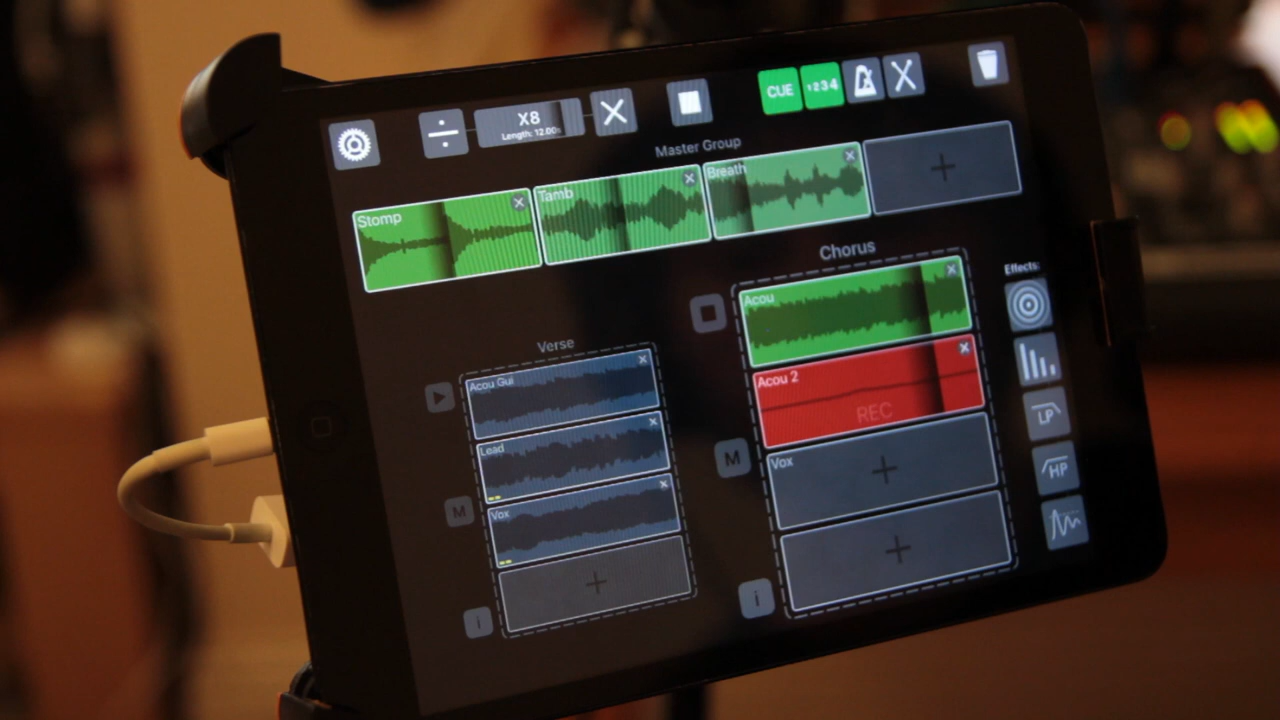 X8
Length: 12.00s
CUE
1234
Master Group
Stomp
Tamb
Breath
Verse
Acou Gui
Lead
Vox
M
i
Chorus
Acou
Acou 2
REC
Vox
M
i
Effects:
LP
HP